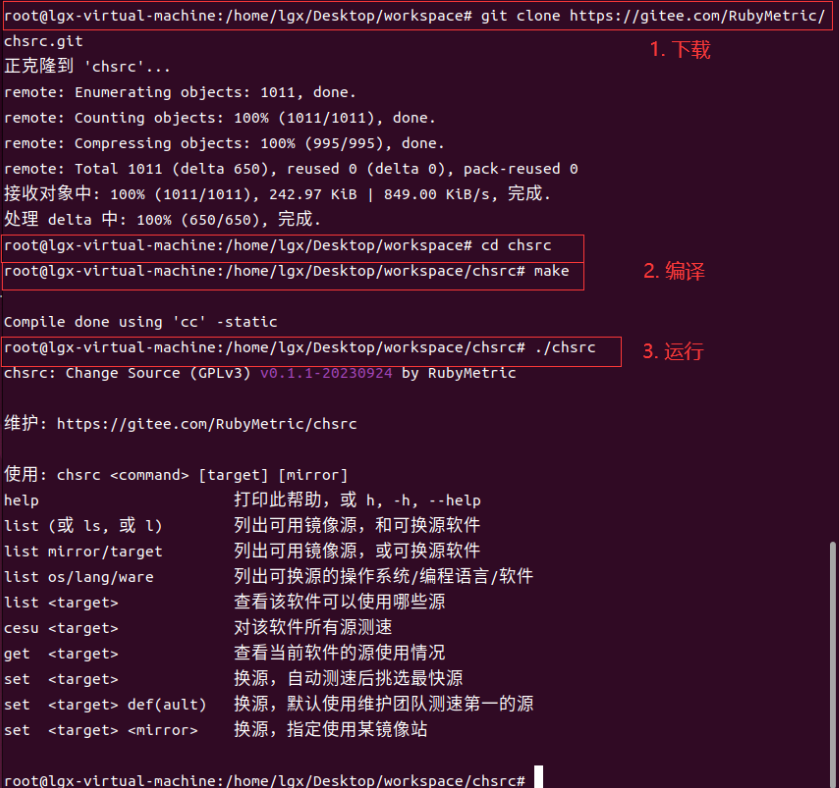 root@lgx-virtual-machine:/home/lgx/Desktop/workspace# git clone https://gitee.com/RubyMetric/
chsrc.git
1. 下载
正克隆到 'chsrc'...
remote: Enumerating objects: 1011, done.
remote: Counting objects: 100% (1011/1011), done.
remote: Compressing objects: 100% (995/995), done.
remote: Total 1011 (delta 650), reused 0 (delta 0), pack-reused 0
接收对象中: 100% (1011/1011), 242.97 KiB | 849.00 KiB/s, 完成.
处理 delta 中: 100% (650/650), 完成.
root@lgx-virtual-machine:/home/lgx/Desktop/workspace# cd chsrc
root@lgx-virtual-machine:/home/lgx/Desktop/workspace/chsrc# make
2. 编译
Compile done using 'cc' -static
root@lgx-virtual-machine:/home/lgx/Desktop/workspace/chsrc# ./chsrc
3. 运行
chsrc: Change Source (GPLv3) v0.1.1-20230924 by RubyMetric
维护: https://gitee.com/RubyMetric/chsrc
使用: chsrc <command> [target] [mirror]
help 打印此帮助，或 h, -h, --help
list (或 ls, 或 l) 列出可用镜像源，和可换源软件
list mirror/target 列出可用镜像源，或可换源软件
list os/lang/ware 列出可换源的操作系统/编程语言/软件
list <target> 查看该软件可以使用哪些源
cesu <target> 对该软件所有源测速
get <target> 查看当前软件的源使用情况
set <target> 换源，自动测速后挑选最快源
set <target> def(ault) 换源，默认使用维护团队测速第一的源
set <target> <mirror> 换源，指定使用某镜像站
root@lgx-virtual-machine:/home/lgx/Desktop/workspace/chsrc#